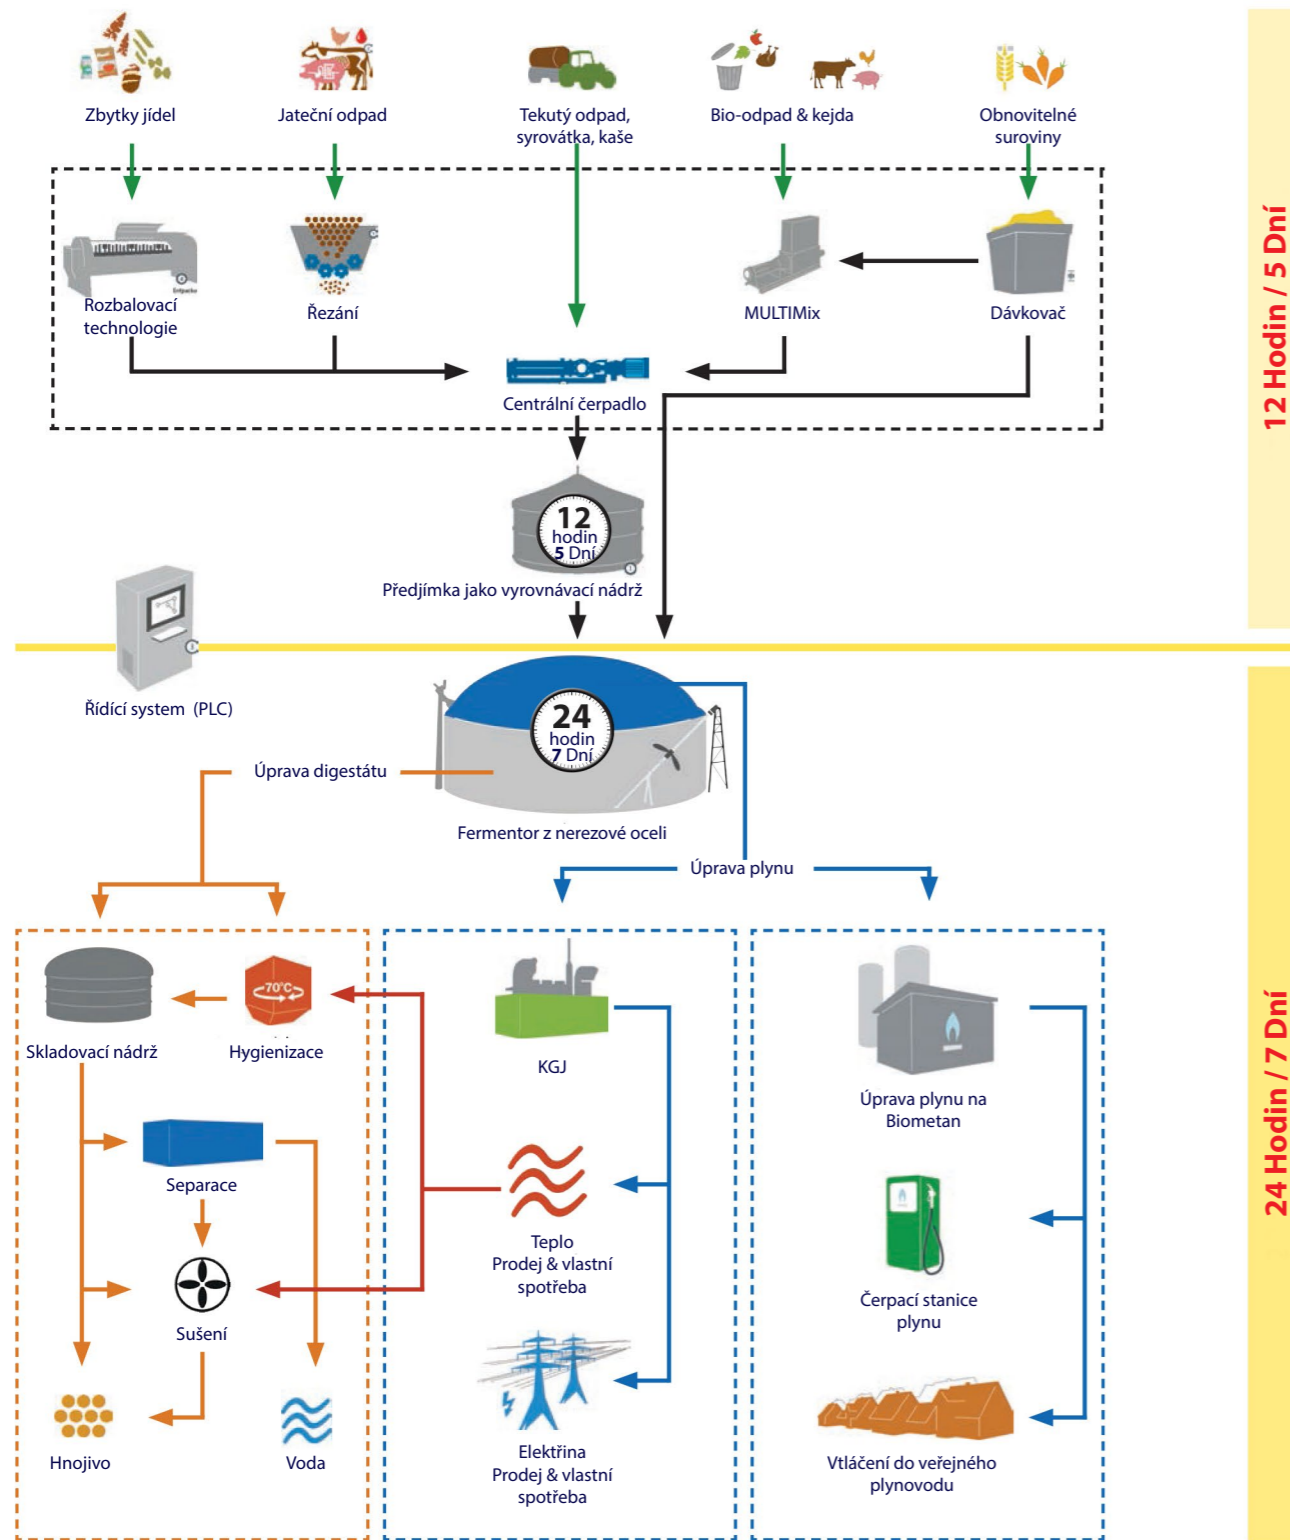 Zbytky jídel
Jateční odpad
Tekutý odpad,
syrovátka, kaše
Bio-odpad & kejda
Obnovitelné
suroviny
12 Hodin / 5 Dní
Rozbalovací
technologie
Řezání
MULTIMix
Dávkovač
Centrální čerpadlo
12
hodin
5 Dní
Předjímka jako vyrovnávací nádrž
Řídící system (PLC)
24
hodin
7 Dní
Úprava digestátu
Fermentor z nerezové oceli
Úprava plynu
24 Hodin / 7 Dní
70°C
Skladovací nádrž
Hygienizace
KGJ
Úprava plynu na
Biometan
Separace
Teplo
Prodej & vlastní
spotřeba
Čerpací stanice
plynu
Sušení
Hnojivo
Voda
Elektřina
Prodej & vlastní
spotřeba
Vtláčení do veřejného
plynovodu